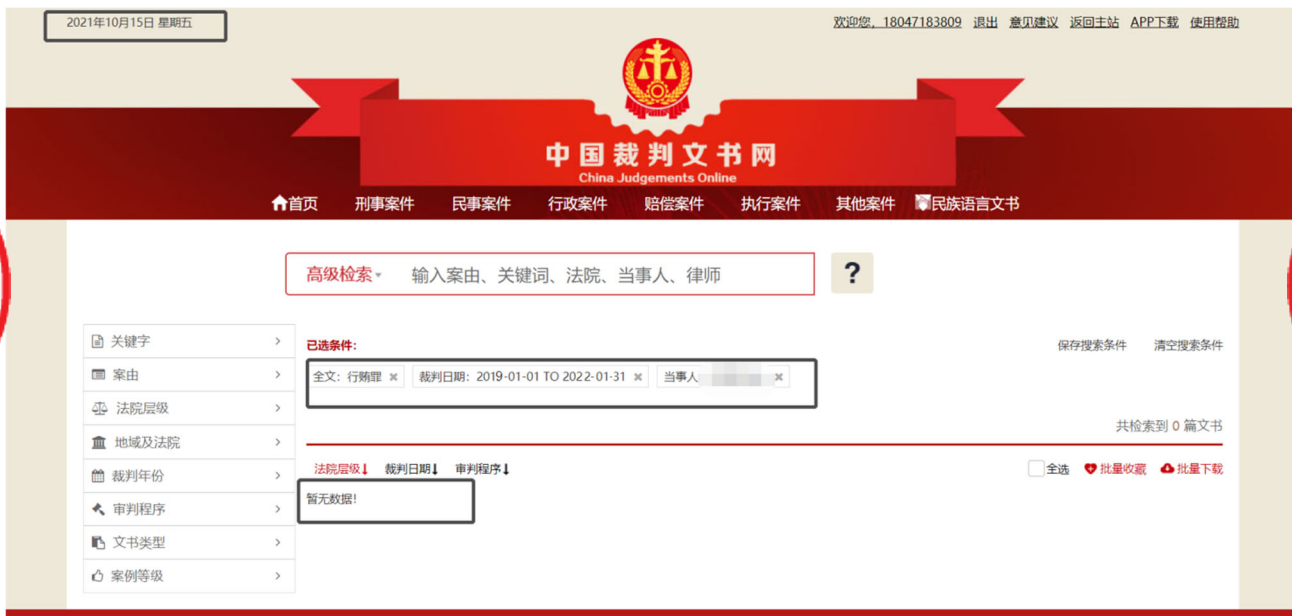 2021年10月15日 星期五
欢迎您，18047183809 退出 意见建议 返回主站 APP下载 使用帮助
中国裁判文书网
China Judgements Online
首页 刑事案件 民事案件 行政案件 赔偿案件 执行案件 其他案件 民族语言文书
高级检索 输入案由、关键词、法院、当事人、律师 ?
关键字
案由
法院层级
地域及法院
裁判年份
审判程序
文书类型
案例等级
已选条件: 保存搜索条件 清空搜索条件
全文：行贿罪 × 裁判日期：2019-01-01 TO 2022-01-31 × 当事人 ×
共检索到 0 篇文书
法院层级 裁判日期 审判程序 全选 批量收藏 批量下载
暂无数据!